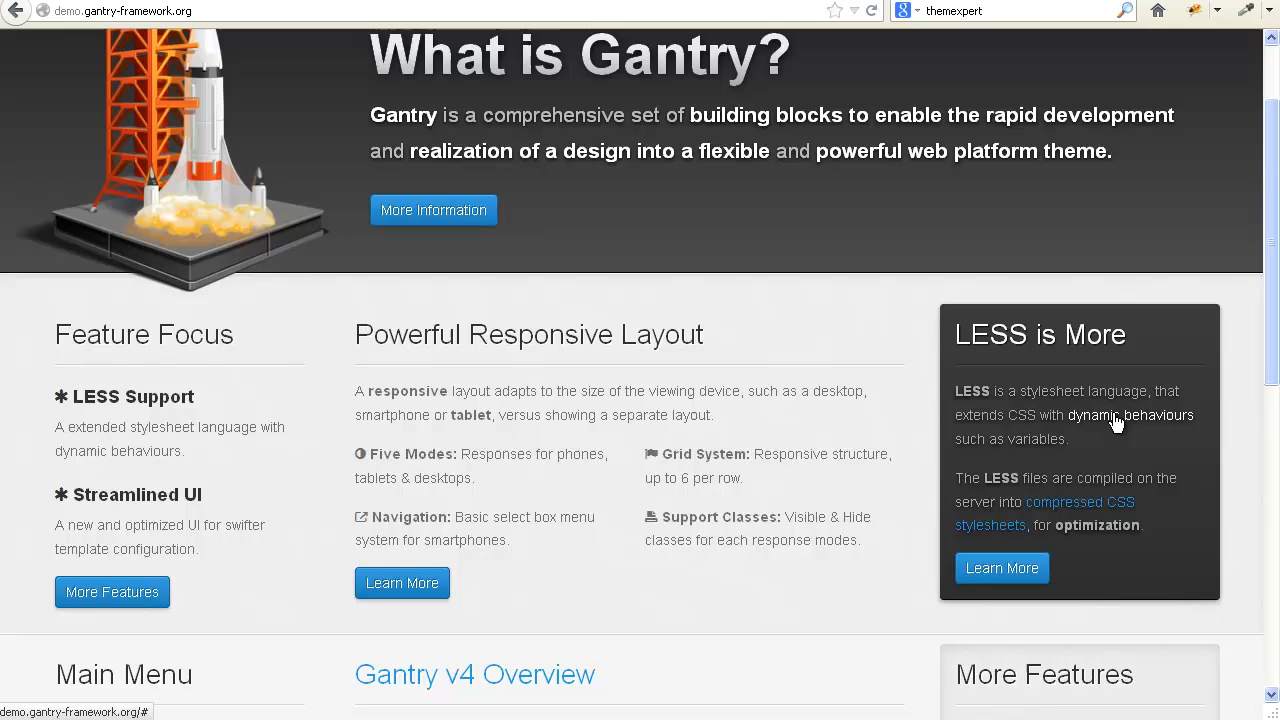 demo.gantry-framework.org
themexpert
What is Gantry?
Gantry is a comprehensive set of building blocks to enable the rapid development
and realization of a design into a flexible and powerful web platform theme.
More Information
Feature Focus
LESS Support
A extended stylesheet language with
dynamic behaviours.
Streamlined UI
A new and optimized UI for swifter
template configuration.
More Features
Powerful Responsive Layout
A responsive layout adapts to the size of the viewing device, such as a desktop,
smartphone or tablet, versus showing a separate layout.
Five Modes: Responses for phones,
tablets & desktops.
Grid System: Responsive structure,
up to 6 per row.
Navigation: Basic select box menu
system for smartphones.
Support Classes: Visible & Hide
classes for each response modes.
Learn More
LESS is More
LESS is a stylesheet language, that
extends CSS with dynamic behaviours
such as variables.
The LESS files are compiled on the
server into compressed CSS
stylesheets, for optimization.
Learn More
Main Menu
Gantry v4 Overview
More Features
demo.gantry-framework.org/#